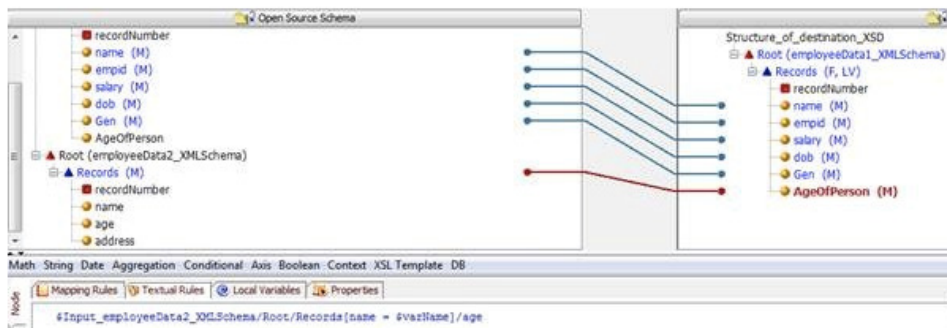 Open Source Schema
recordNumber
name (M)
empid (M)
salary (M)
dob (M)
Gen (M)
AgeOfPerson
Root (employeeData2_XMLSchema)
Records (M)
recordNumber
name
age
address
Structure_of_destination_XSD
Root (employeeData1_XMLSchema)
Records (F, LV)
recordNumber
name (M)
empid (M)
salary (M)
dob (M)
Gen (M)
AgeOfPerson (M)
Math String Date Aggregation Conditional Axis Boolean Context XSL Template DB
Node
Mapping Rules Textual Rules Local Variables Properties
$Input_employeeData2_XMLSchema/Root/Records[name = $varName]/age